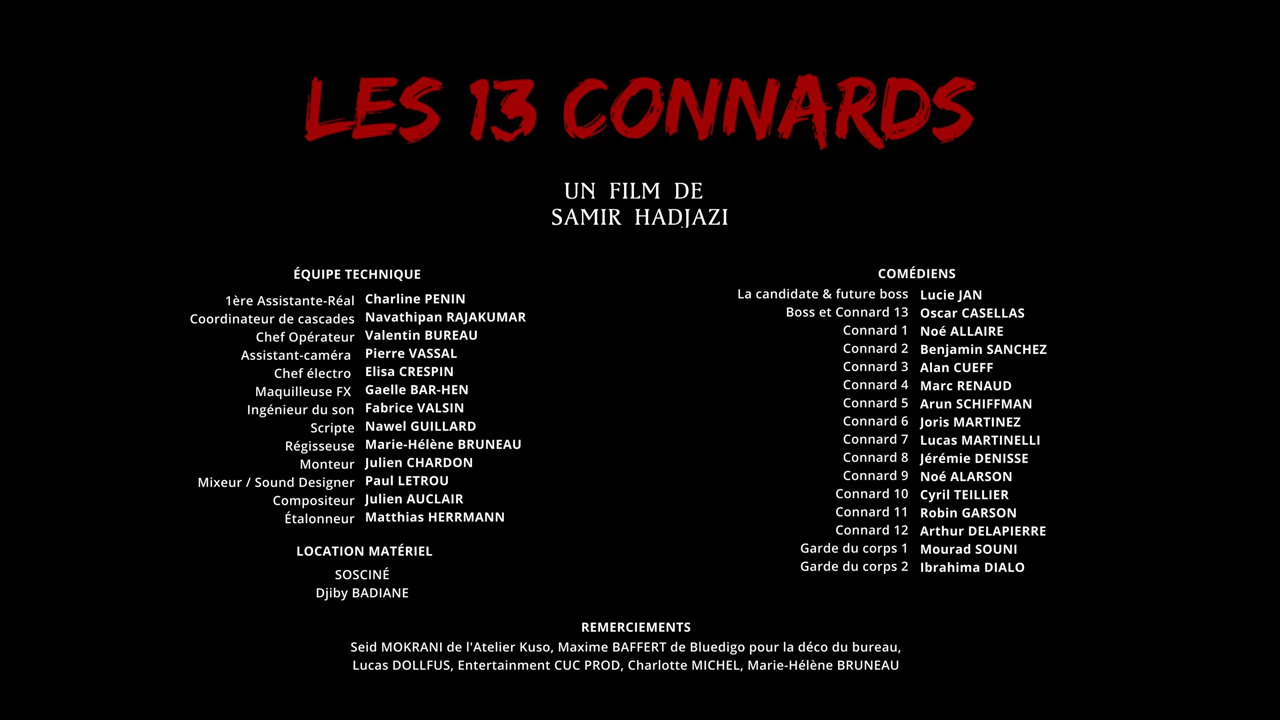 LES 13 CONNARDS
UN FILM DE
SAMIR HADJAZI
ÉQUIPE TECHNIQUE
1ère Assistante-Réal Charline PENIN
Coordinateur de cascades Navathipan RAJAKUMAR
Chef Opérateur Valentin BUREAU
Assistant-caméra Pierre VASSAL
Chef électro Elisa CRESPIN
Maquilleuse FX Gaelle BAR-HEN
Ingénieur du son Fabrice VALSIN
Scripte Nawel GUILLARD
Régisseuse Marie-Hélène BRUNEAU
Monteur Julien CHARDON
Mixeur / Sound Designer Paul LETROU
Compositeur Julien AUCLAIR
Étalonneur Matthias HERRMANN
LOCATION MATÉRIEL
SOSCINÉ
Djiby BADIANE
COMÉDIENS
La candidate & future boss Lucie JAN
Boss et Connard 13 Oscar CASELLAS
Connard 1 Noé ALLAIRE
Connard 2 Benjamin SANCHEZ
Connard 3 Alan CUEFF
Connard 4 Marc RENAUD
Connard 5 Arun SCHIFFMAN
Connard 6 Joris MARTINEZ
Connard 7 Lucas MARTINELLI
Connard 8 Jérémie DENISSE
Connard 9 Noé ALARSON
Connard 10 Cyril TEILLIER
Connard 11 Robin GARSON
Connard 12 Arthur DELAPIERRE
Garde du corps 1 Mourad SOUNI
Garde du corps 2 Ibrahima DIALO
REMERCIEMENTS
Seid MOKRANI de l'Atelier Kuso, Maxime BAFFERT de Bluedigo pour la déco du bureau,
Lucas DOLLFUS, Entertainment CUC PROD, Charlotte MICHEL, Marie-Hélène BRUNEAU